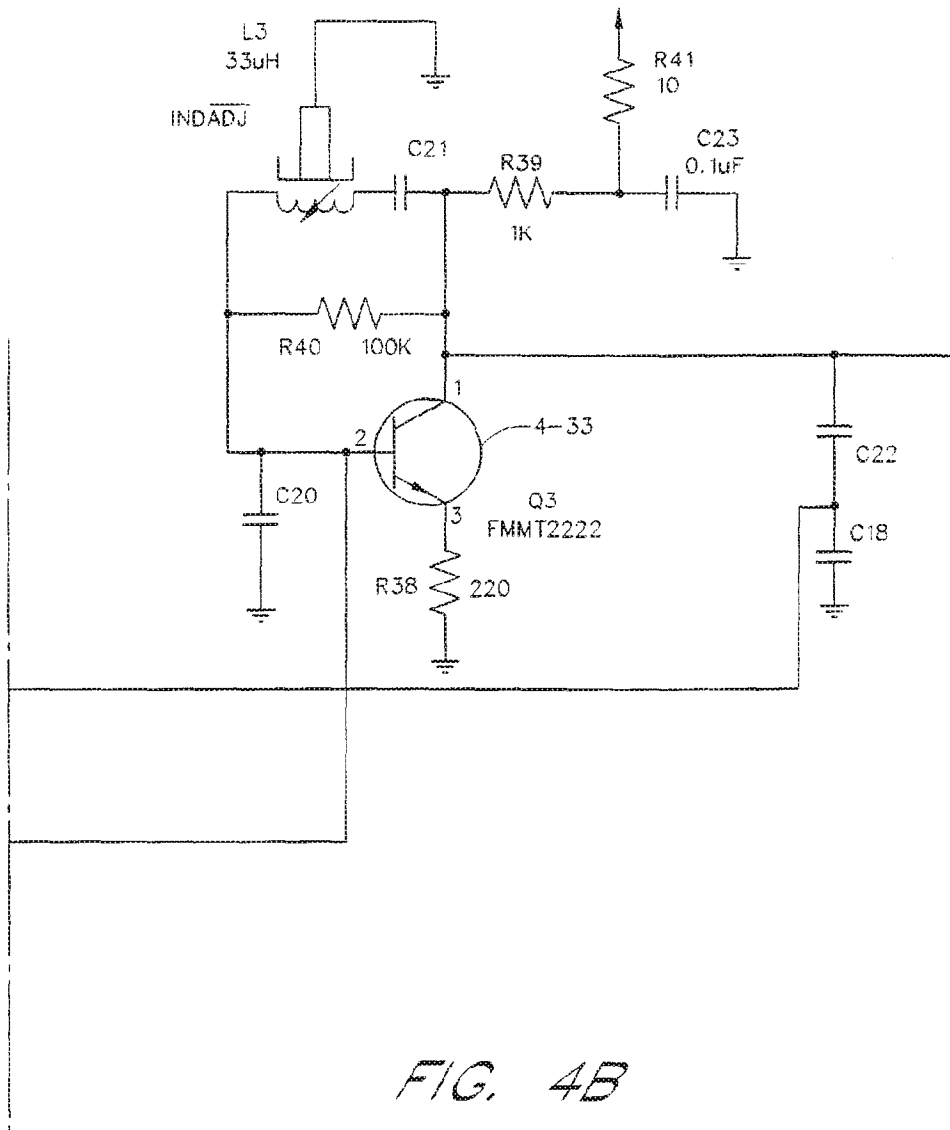 L3
33uH
INDADJ
C21
R39
1K
R41
10
C23
0.1uF
R40 100K
1
2
3
4-33
C20
Q3
FMMT2222
R38 220
C22
C18
FIG. 4B